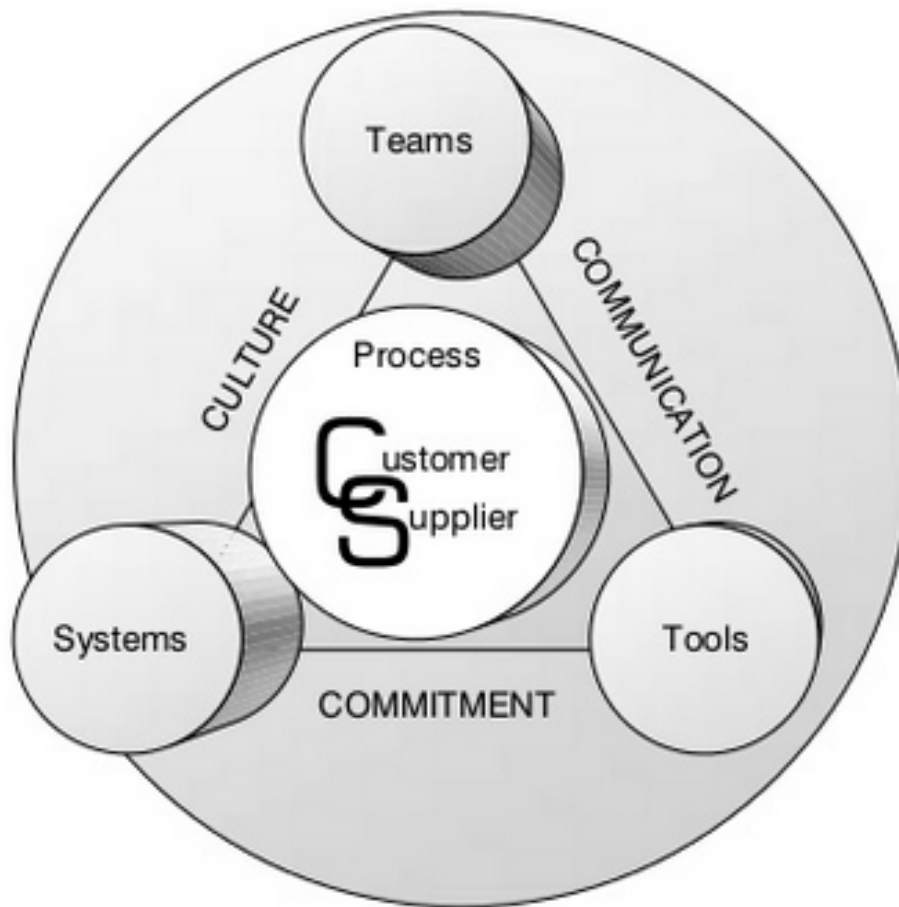 Teams
CULTURE
COMMUNICATION
Process
Customer
Supplier
Systems
Tools
COMMITMENT